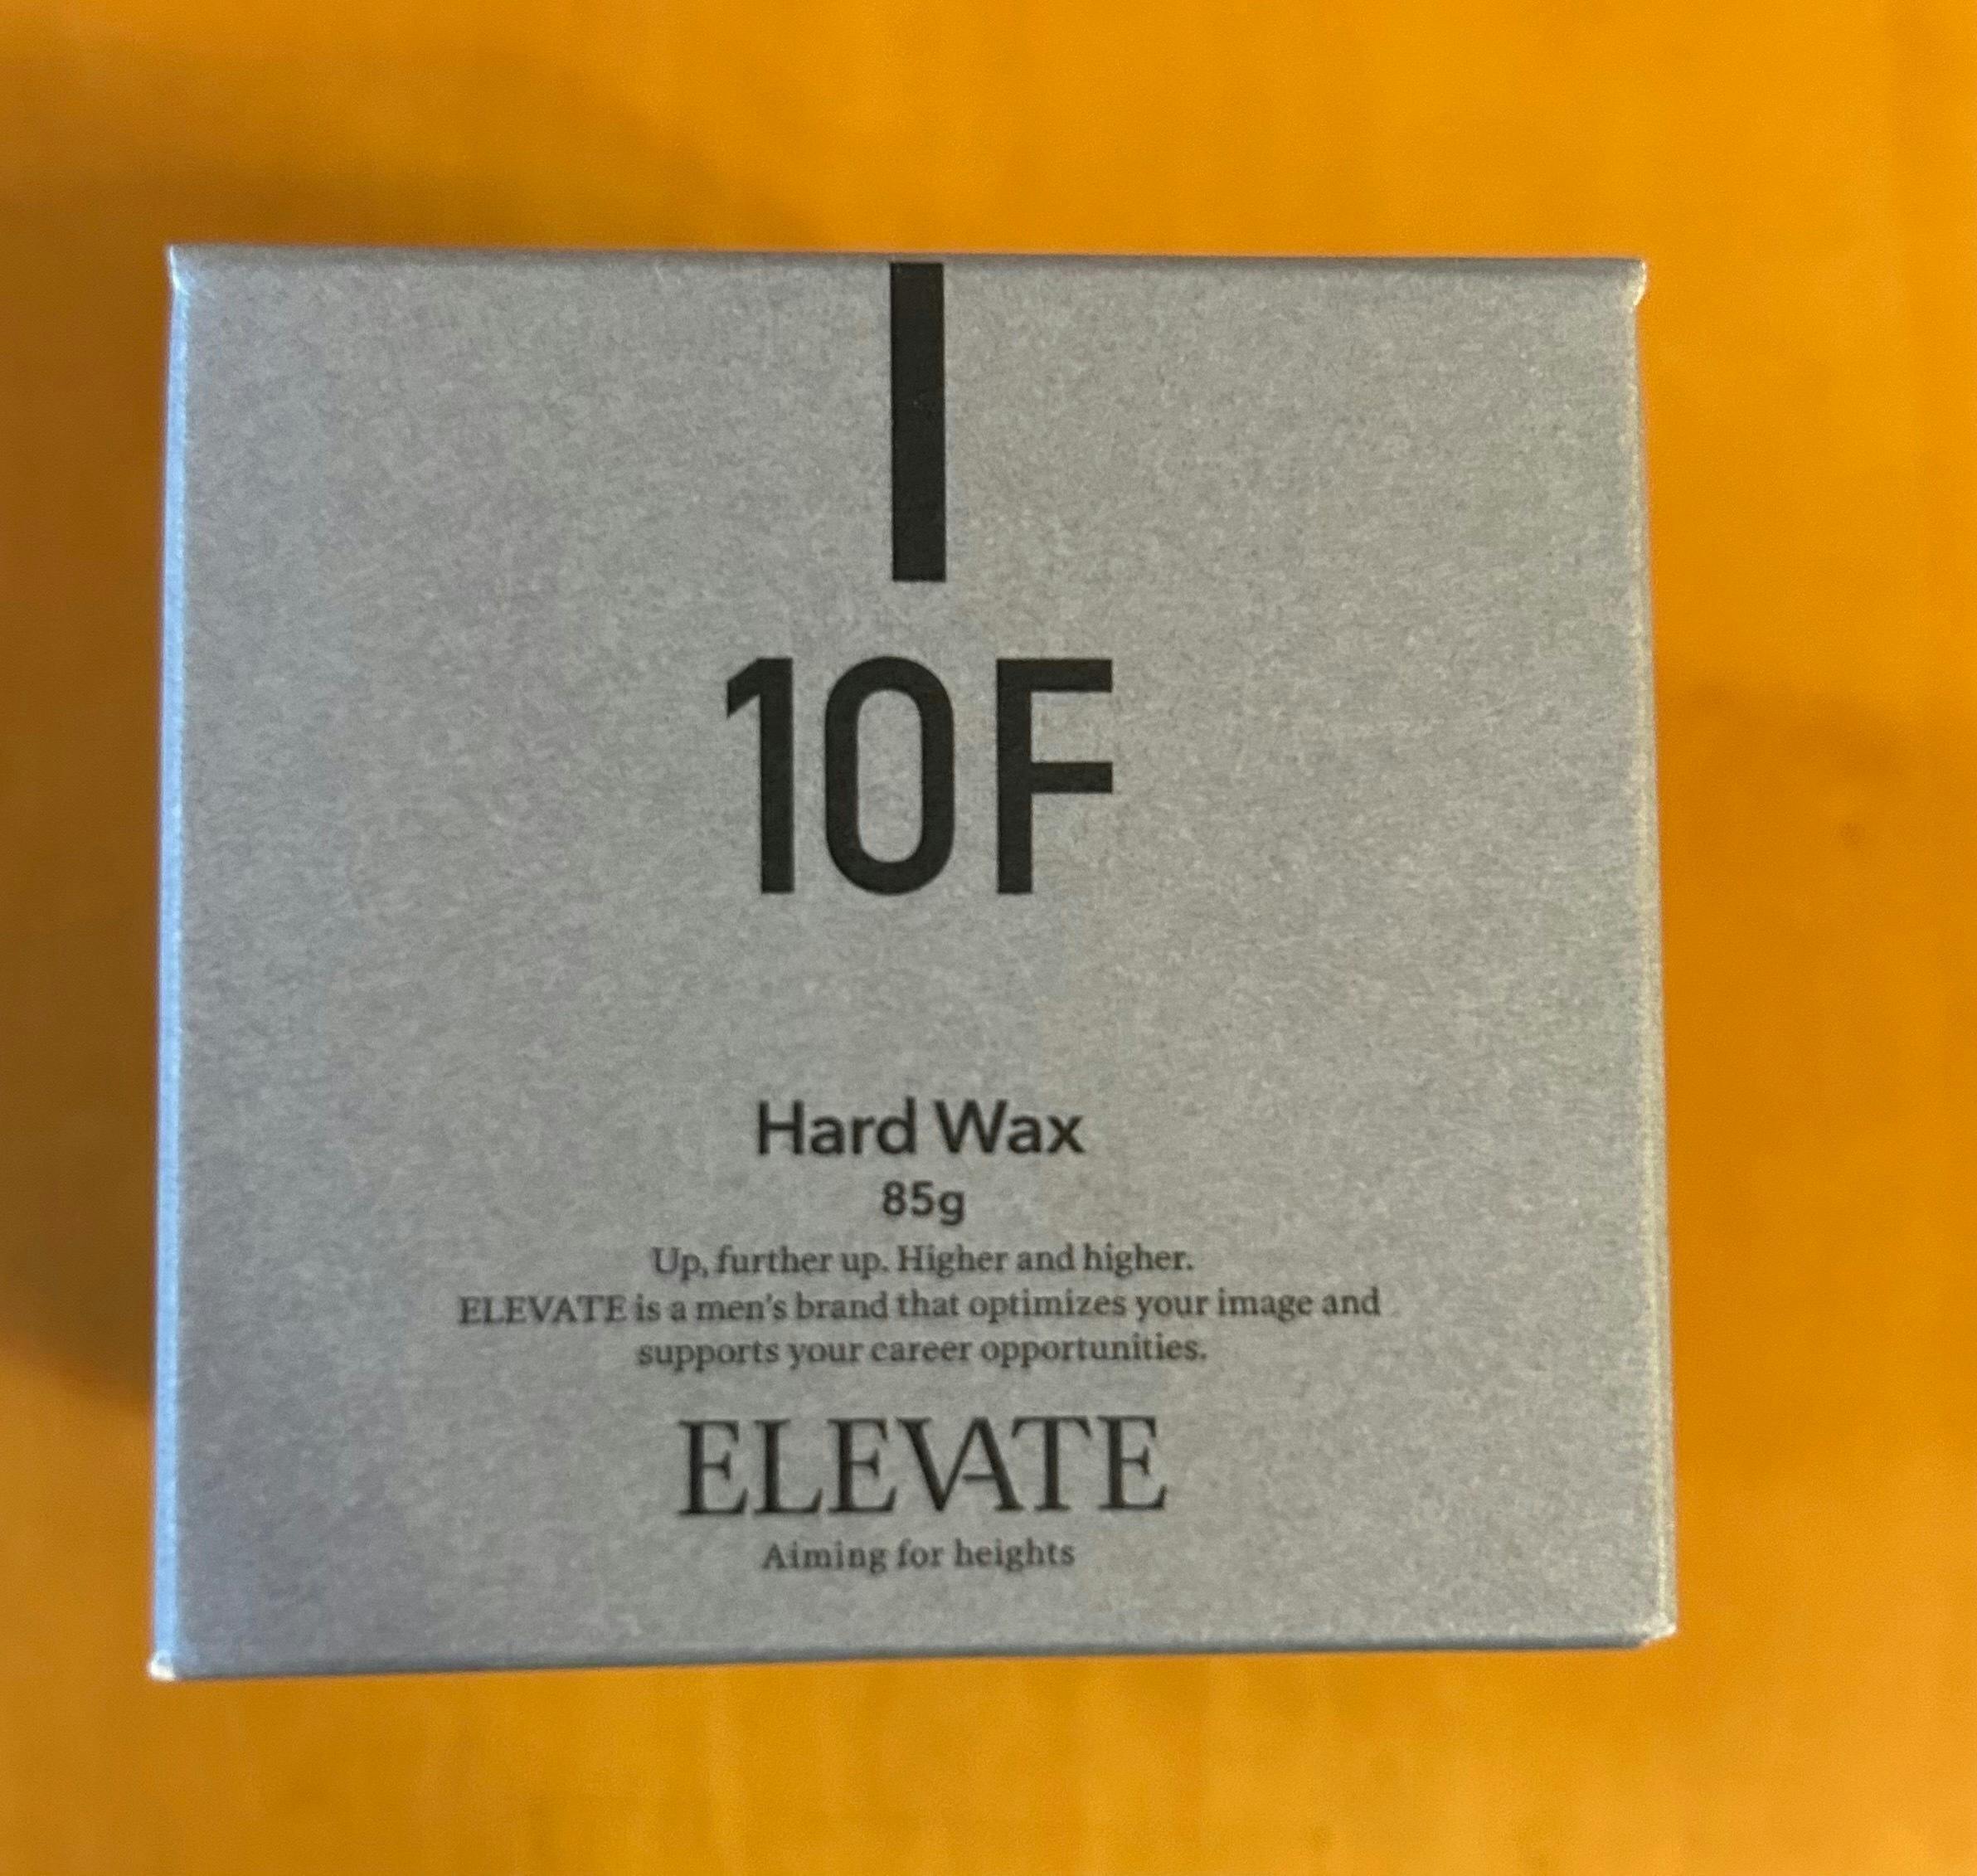 10F
Hard Wax
85g
Up, further up. Higher and higher.
ELEVATE is a men's brand that optimizes your image and
supports your career opportunities.
ELEVATE
Aiming for heights